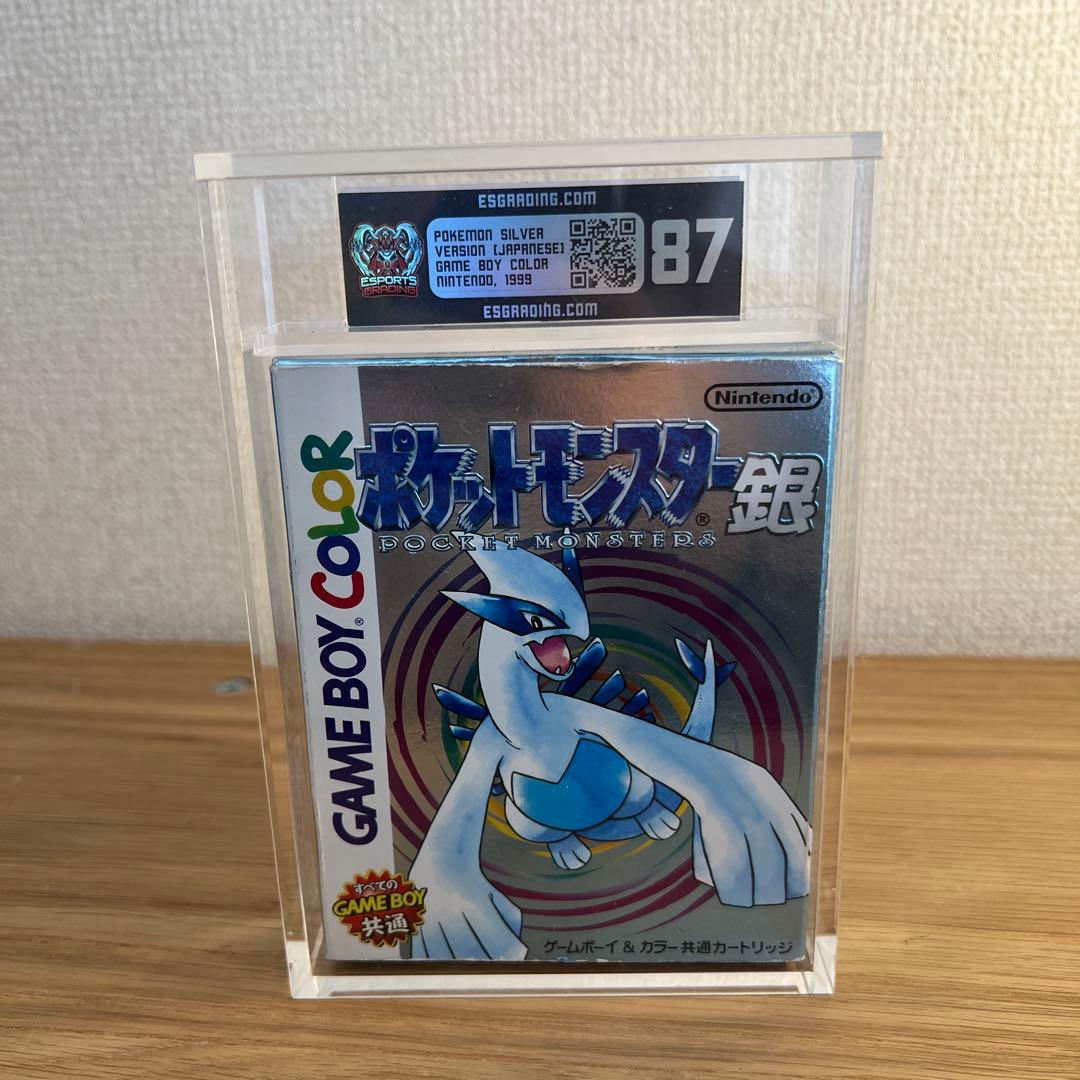 ESGRADING.COM
ESPORTS
GRADING
POKEMON SILVER
VERSION [JAPANESE]
GAME BOY COLOR
NINTENDO, 1999
87
ESGRADING.COM
Nintendo®
ポケットモンスター®銀
POCKET MONSTERS
GAME BOY® COLOR
すべての
GAME BOY
共通
ゲームボーイ & カラー共通カートリッジ